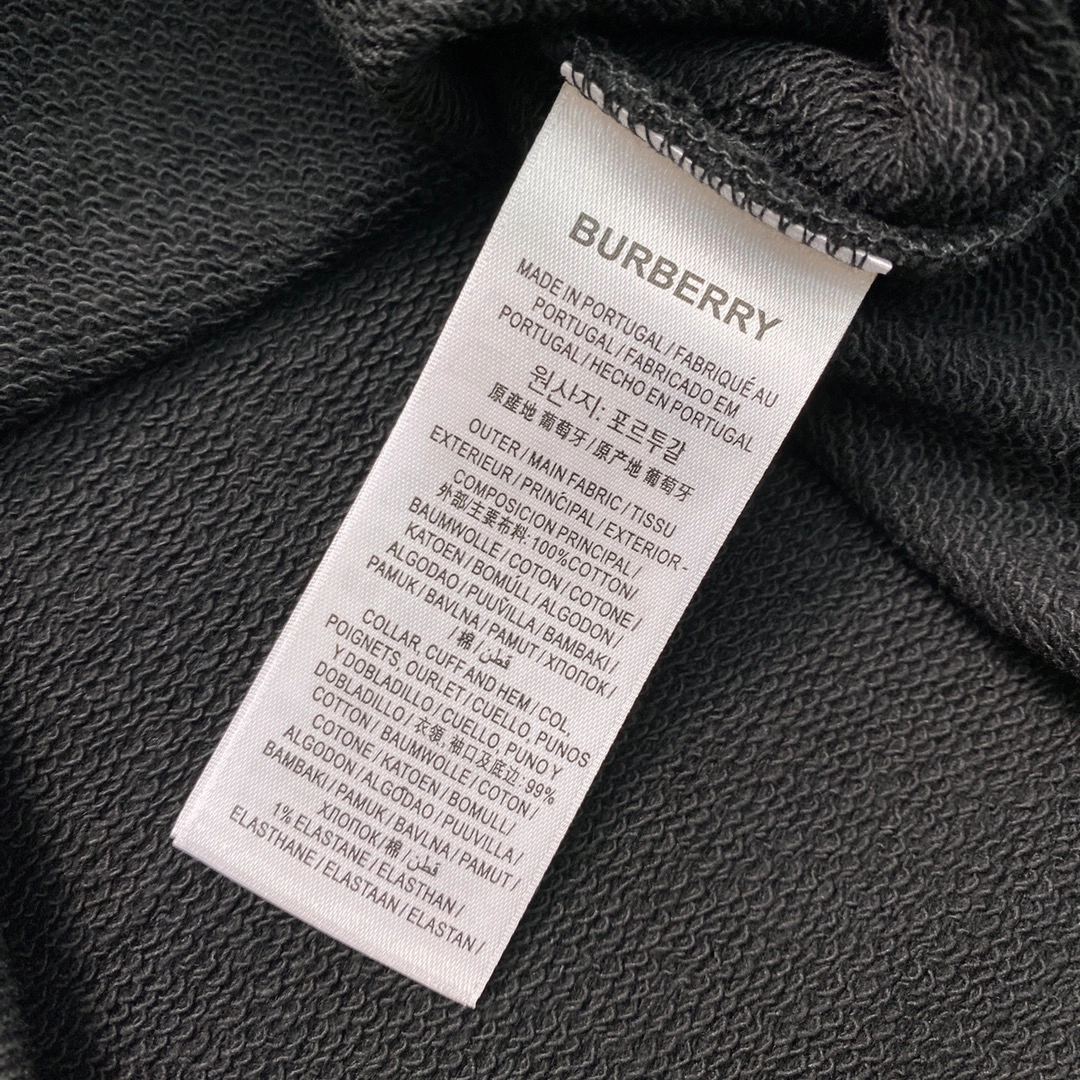 BURBERRY
MADE IN PORTUGAL / FABRIQUÉ AU
PORTUGAL / FABRICADO EM
PORTUGAL / HECHO EN PORTUGAL
원산지: 포르투갈
原產地 葡萄牙 / 原产地 葡萄牙
OUTER / MAIN FABRIC / TISSU
EXTERIEUR / PRINCIPAL / EXTERIOR-
COMPOSICION PRINCIPAL /
外部/主要布料: 100%COTTON/
BAUMWOLLE / COTON / COTONE /
KATOEN / BOMULL / ALGODON /
ALGODAO / PUUVILLA / BAMBAKI /
PAMUK / BAVLNA / PAMUT / ХЛОПОК /
/ 棉 / قطن
COLLAR, CUFF AND HEM / COL,
POIGNETS, OURLET / CUELLO, PUNOS
Y DOBLADILLO / CUELLO, PUNO Y
DOBLADILLO / 衣領, 袖口及底边: 99%
COTTON / BAUMWOLLE / COTON /
COTONE / KATOEN / BOMULL/
ALGODON / ALGODAO / PUUVILLA /
BAMBAKI / PAMUK / BAVLNA / PAMUT /
ХЛОПОК / 棉 / قطن
1% ELASTANE / ELASTHAN /
ELASTHANE / ELASTAAN / ELASTAN /